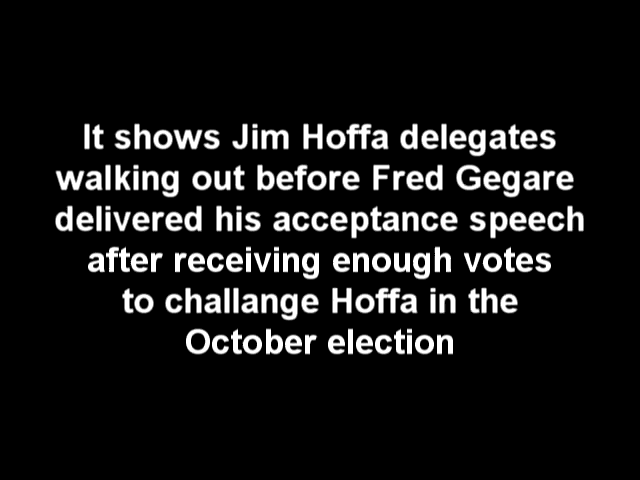 It shows Jim Hoffa delegates
walking out before Fred Gegare
delivered his acceptance speech
after receiving enough votes
to challange Hoffa in the
October election